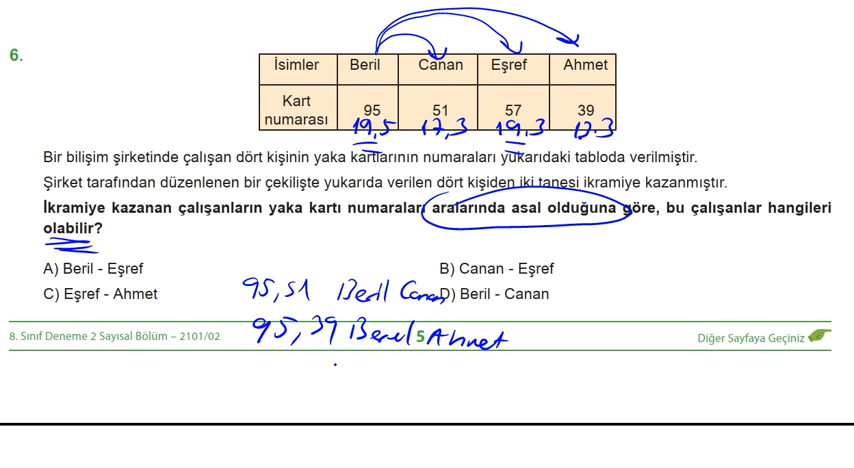 6.
İsimler Beril Canan Eşref Ahmet
Kart numarası 95 51 57 39
19,5 17,3 19,3 13.3
Bir bilişim şirketinde çalışan dört kişinin yaka kartlarının numaraları yukarıdaki tabloda verilmiştir.
Şirket tarafından düzenlenen bir çekilişte yukarıda verilen dört kişiden iki tanesi ikramiye kazanmıştır.
İkramiye kazanan çalışanların yaka kartı numaraları aralarında asal olduğuna göre, bu çalışanlar hangileri
olabilir?
A) Beril - Eşref B) Canan - Eşref
C) Eşref - Ahmet D) Beril - Canan
95,51 Beril Canan
95,39 Beril Ahmet
8. Sınıf Deneme 2 Sayısal Bölüm – 2101/02 5 Diğer Sayfaya Geçiniz